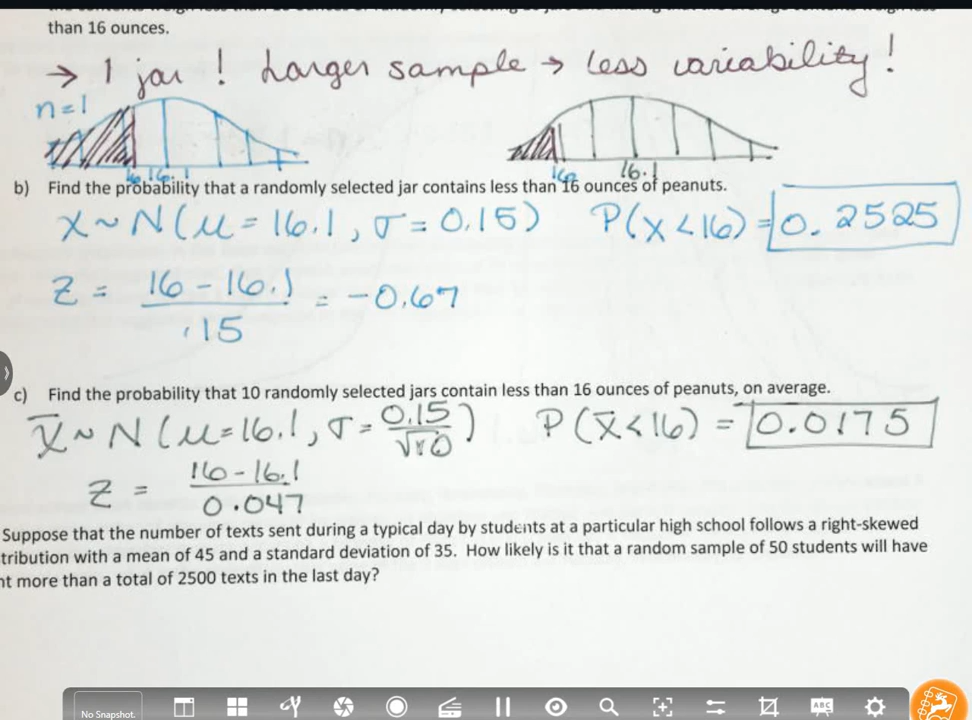 than 16 ounces.
→ 1 jar ! Larger sample → less variability !
n=1
16 16.1
16 16.1
b) Find the probability that a randomly selected jar contains less than 16 ounces of peanuts.
X ~ N ( μ = 16.1 , σ = 0.15 ) P(X < 16) = 0.2525
Z = 16 - 16.1 / .15 = -0.67
c) Find the probability that 10 randomly selected jars contain less than 16 ounces of peanuts, on average.
X̄ ~ N ( μ = 16.1 , σ = 0.15 / √10 ) P(X̄ < 16) = 0.0175
Z = 16 - 16.1 / 0.047
Suppose that the number of texts sent during a typical day by students at a particular high school follows a right-skewed
tribution with a mean of 45 and a standard deviation of 35. How likely is it that a random sample of 50 students will have
nt more than a total of 2500 texts in the last day?
No Snapshot.
ABC